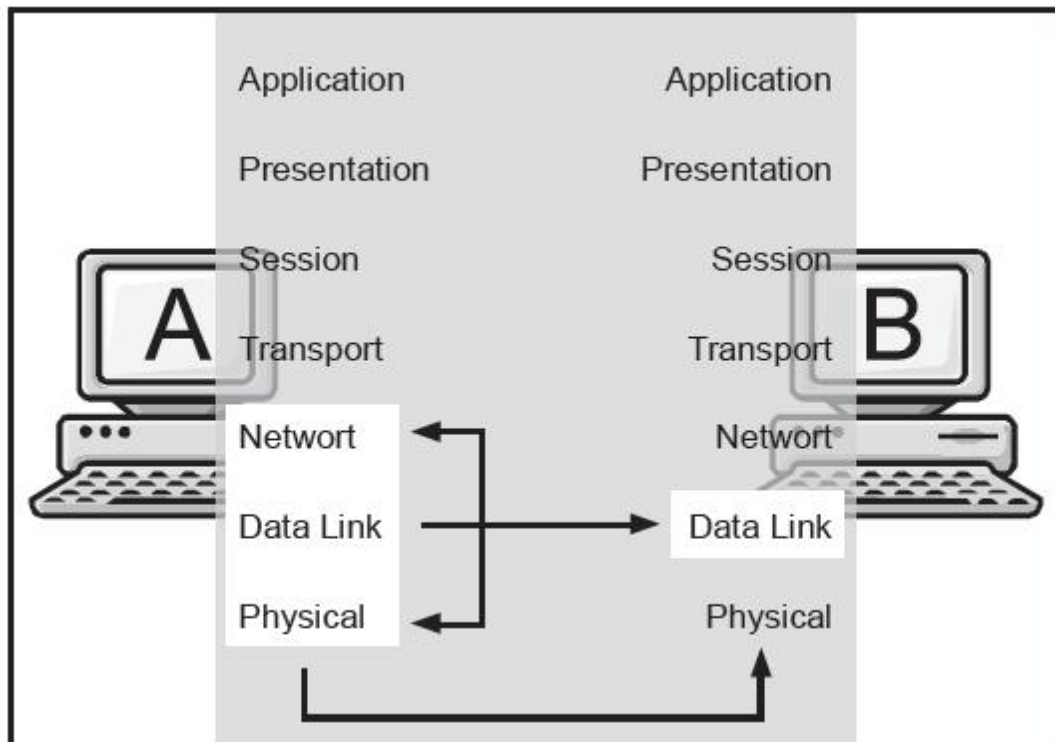 Application Application
Presentation Presentation
Session Session
A Transport Transport B
Networt Networt
Data Link Data Link
Physical Physical